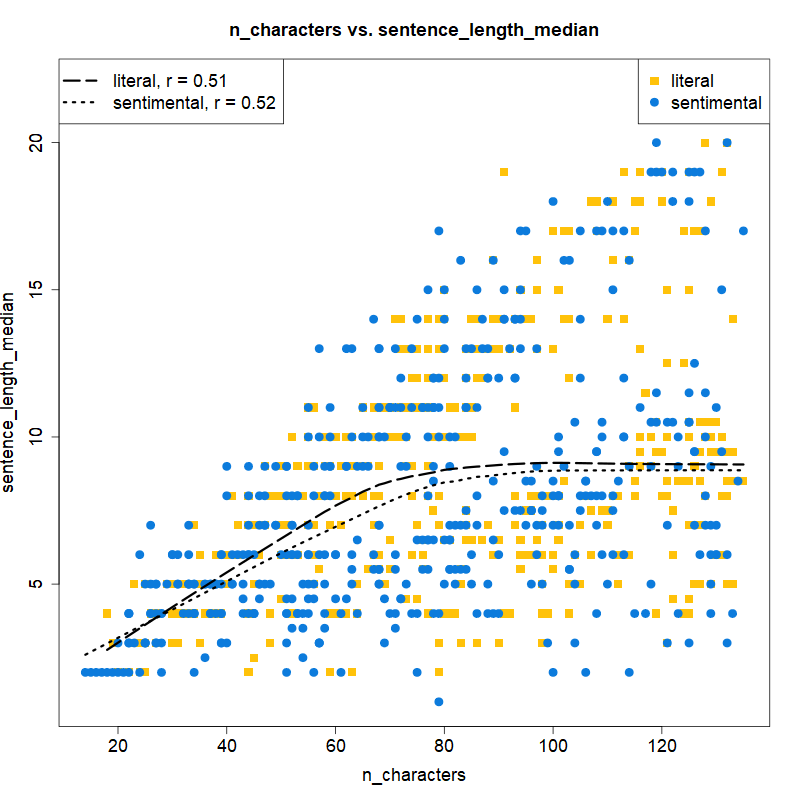 n_characters vs. sentence_length_median
literal, r = 0.51
sentimental, r = 0.52
literal
sentimental
sentence_length_median
20
15
10
5
20
40
60
80
100
120
n_characters